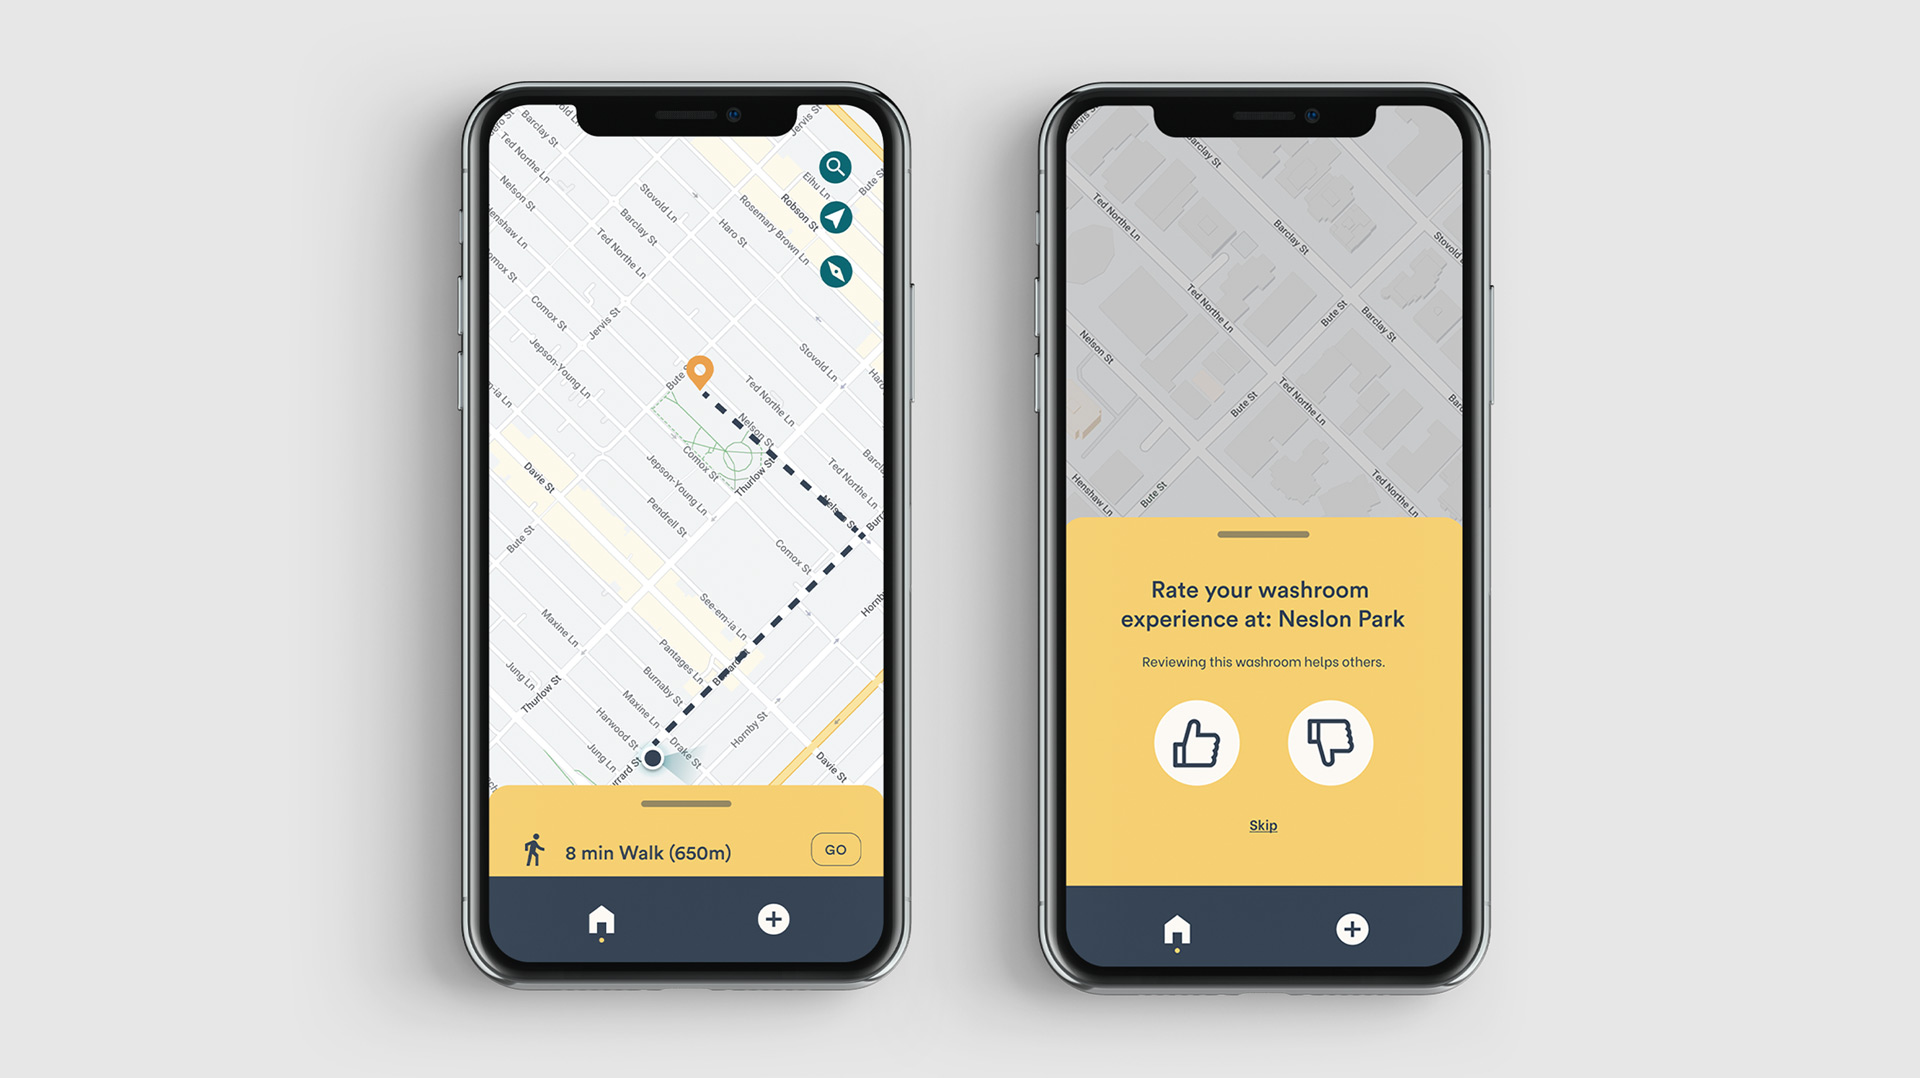 Barclay St
Jervis St
Ted Northe Ln
Bute St
Eihu Ln
Nelson St
Stovold Ln
Robson St
Rosemary Brown Ln
Henshaw Ln
Barclay St
Haro St
Ted Northe Ln
Comox St
Comox St
Jervis St
Stovold Ln
Jepson-Young Ln
Bute S
Ted Northe Ln
Nelson St
Comox St
Thurlow St
Davie St
Jepson-Young Ln
Ted Northe Ln
Nelson St
Pendrell St
Bute St
Comox St
See-em-ia Ln
Maxine Ln
Pantages Ln
Jung Ln
Burnaby St
Thurlow St
Maxine Ln
Harwood St
Hornby St
Drake St
Jung Ln
Davie St
8 min Walk (650m)
GO
Barclay St
Ted Northe Ln
Barclay St
Stovold L
Ted Northe Ln
Bute St
Barclay St
Nelson St
Bute St
Ted Northe Ln
Henshaw Ln
Bute St
Ted Northe Ln
Rate your washroom
experience at: Neslon Park
Reviewing this washroom helps others.
Skip